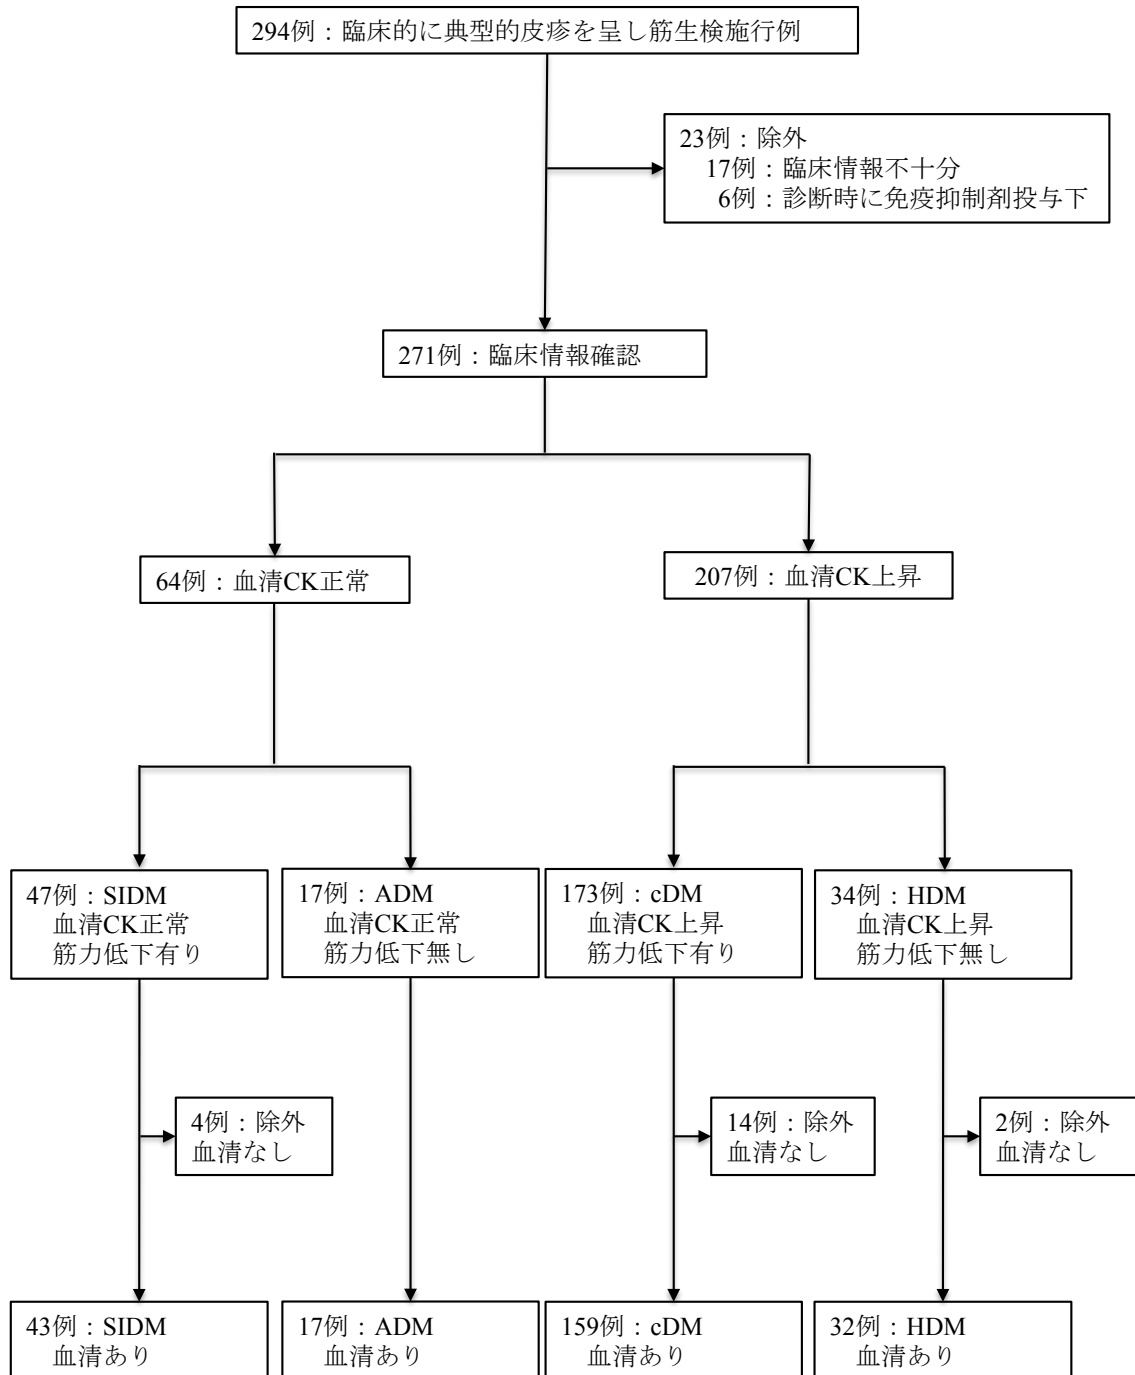 294例：臨床的に典型的皮疹を呈し筋生検施行例
23例：除外
17例：臨床情報不十分
6例：診断時に免疫抑制剤投与下
271例：臨床情報確認
64例：血清CK正常
207例：血清CK上昇
47例：SIDM
血清CK正常
筋力低下有り
17例：ADM
血清CK正常
筋力低下無し
173例：cDM
血清CK上昇
筋力低下有り
34例：HDM
血清CK上昇
筋力低下無し
4例：除外
血清なし
14例：除外
血清なし
2例：除外
血清なし
43例：SIDM
血清あり
17例：ADM
血清あり
159例：cDM
血清あり
32例：HDM
血清あり